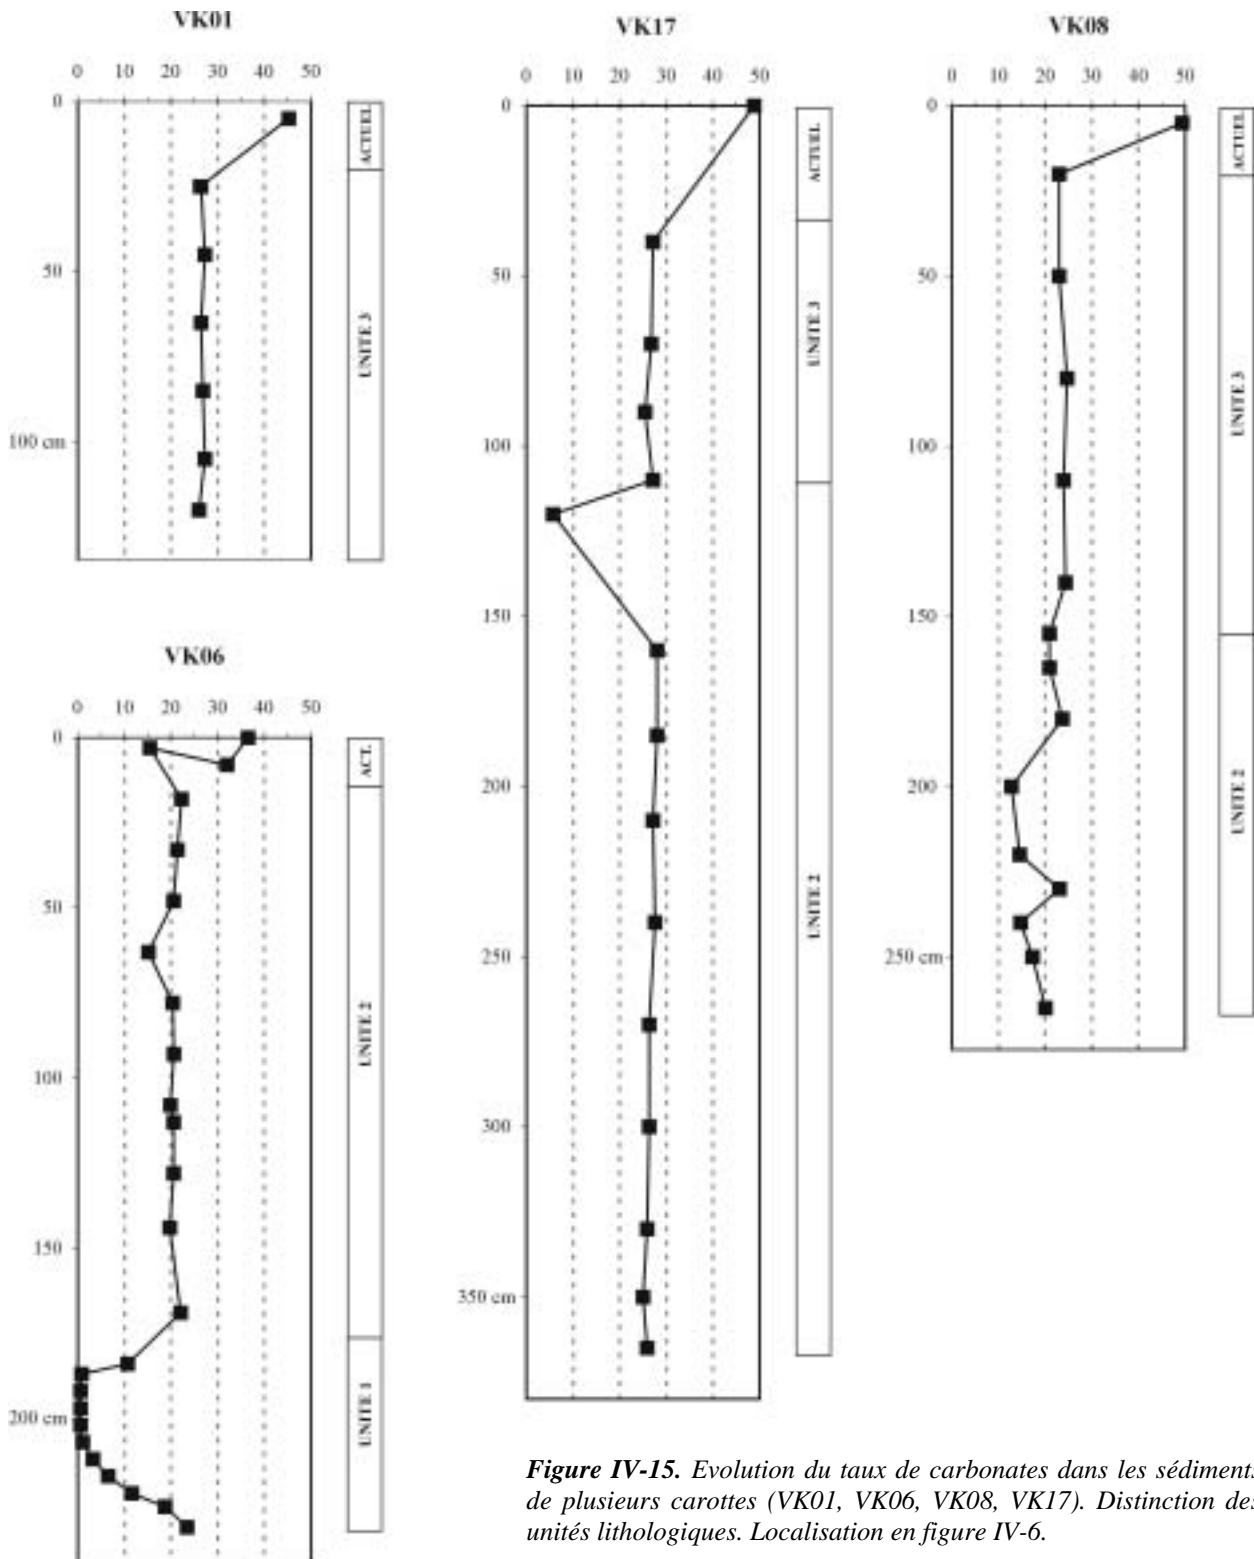 VK01
0 10 20 30 40 50
0
50
100 cm
ACTUEL
UNITE 3
VK06
0 10 20 30 40 50
0
50
100
150
200 cm
ACT.
UNITE 2
UNITE 1
VK17
0 10 20 30 40 50
0
50
100
150
200
250
300
350 cm
ACTUEL
UNITE 3
UNITE 2
VK08
0 10 20 30 40 50
0
50
100
150
200
250 cm
ACTUEL
UNITE 3
UNITE 2
Figure IV-15. Evolution du taux de carbonates dans les sédiments
de plusieurs carottes (VK01, VK06, VK08, VK17). Distinction des
unités lithologiques. Localisation en figure IV-6.